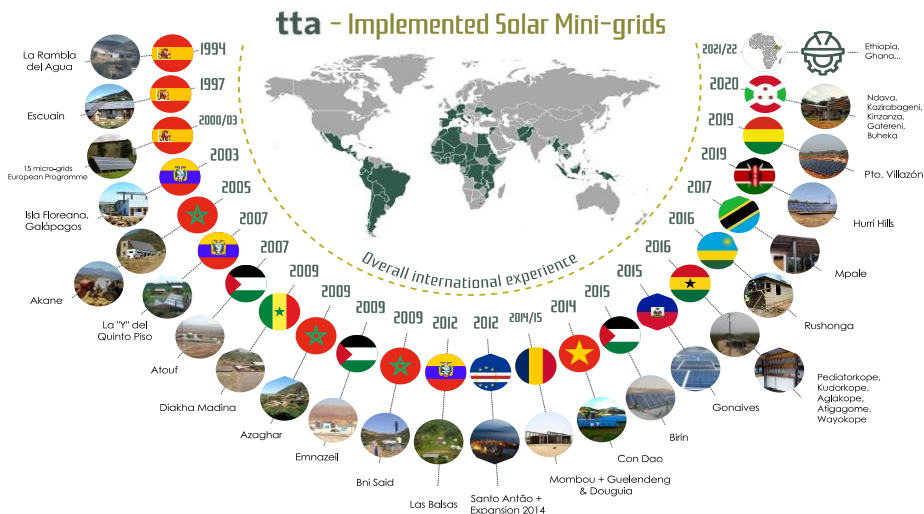 tta - Implemented Solar Mini-grids
1994
La Rambla
del Agua
1997
Escuaín
2000/03
15 micro-grids
European Programme
2003
Isla Floreana,
Galápagos
2005
Akane
2007
La "Y" del
Quinto Piso
2007
Atouf
2009
Diakha Madina
2009
Azaghar
2009
Emnazeil
2009
Bni Said
2012
Las Balsas
2012
Santo Antão +
Expansion 2014
2014/15
Mombou + Guelendeng
& Douguia
2014
Con Dao
2015
Birin
2015
Gonaives
2016
Pediatorkope,
Kudorkope,
Aglakope,
Atigagome,
Wayokope
2016
Rushonga
2017
Mpale
2019
Hurri Hills
2019
Pto. Villazón
2020
Ndava,
Kazirabageni,
Kinzanza,
Gatereni,
Buheka
2021/22
Ethiopia,
Ghana...
Overall international experience